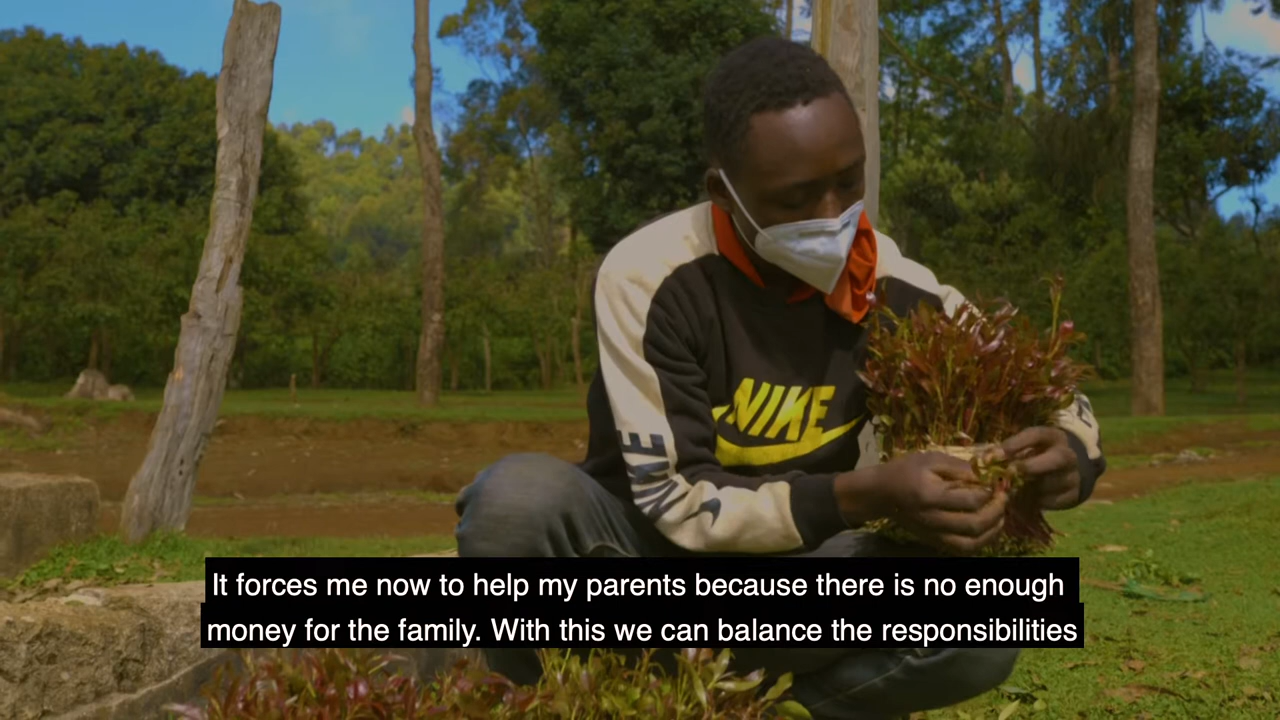 NIKE
NIKE
It forces me now to help my parents because there is no enough
money for the family. With this we can balance the responsibilities